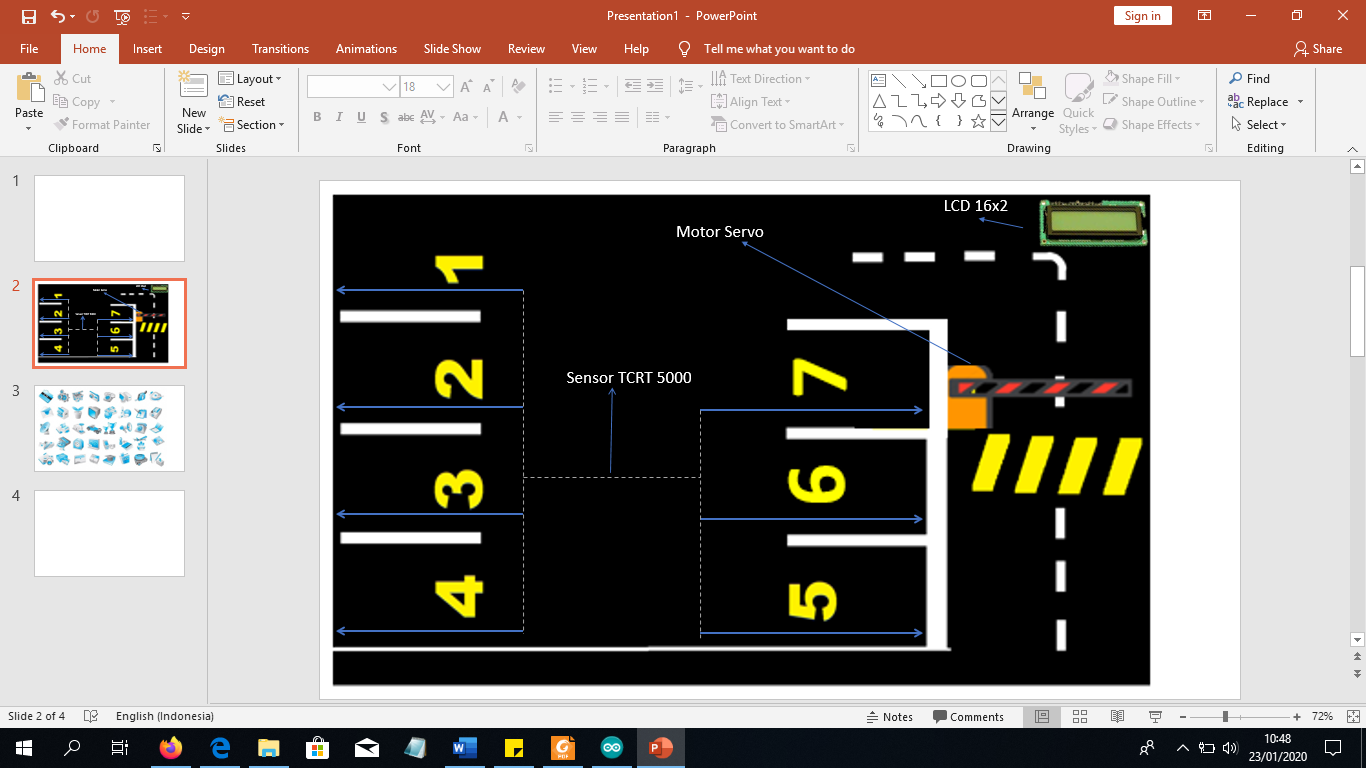 Presentation1 - PowerPoint
Sign in
File Home Insert Design Transitions Animations Slide Show Review View Help Tell me what you want to do Share
Paste
Cut
Copy
Format Painter
Clipboard
New Slide
Layout
Reset
Section
Slides
18
B I U S abc AV Aa A
Font
Text Direction
Align Text
Convert to SmartArt
Paragraph
Arrange
Quick Styles
Shape Fill
Shape Outline
Shape Effects
Drawing
Find
Replace
Select
Editing
1
2
3
4
LCD 16x2
Motor Servo
Sensor TCRT 5000
1
2
3
4
7
6
5
Slide 2 of 4 English (Indonesia) Notes Comments 72%
10:48
23/01/2020